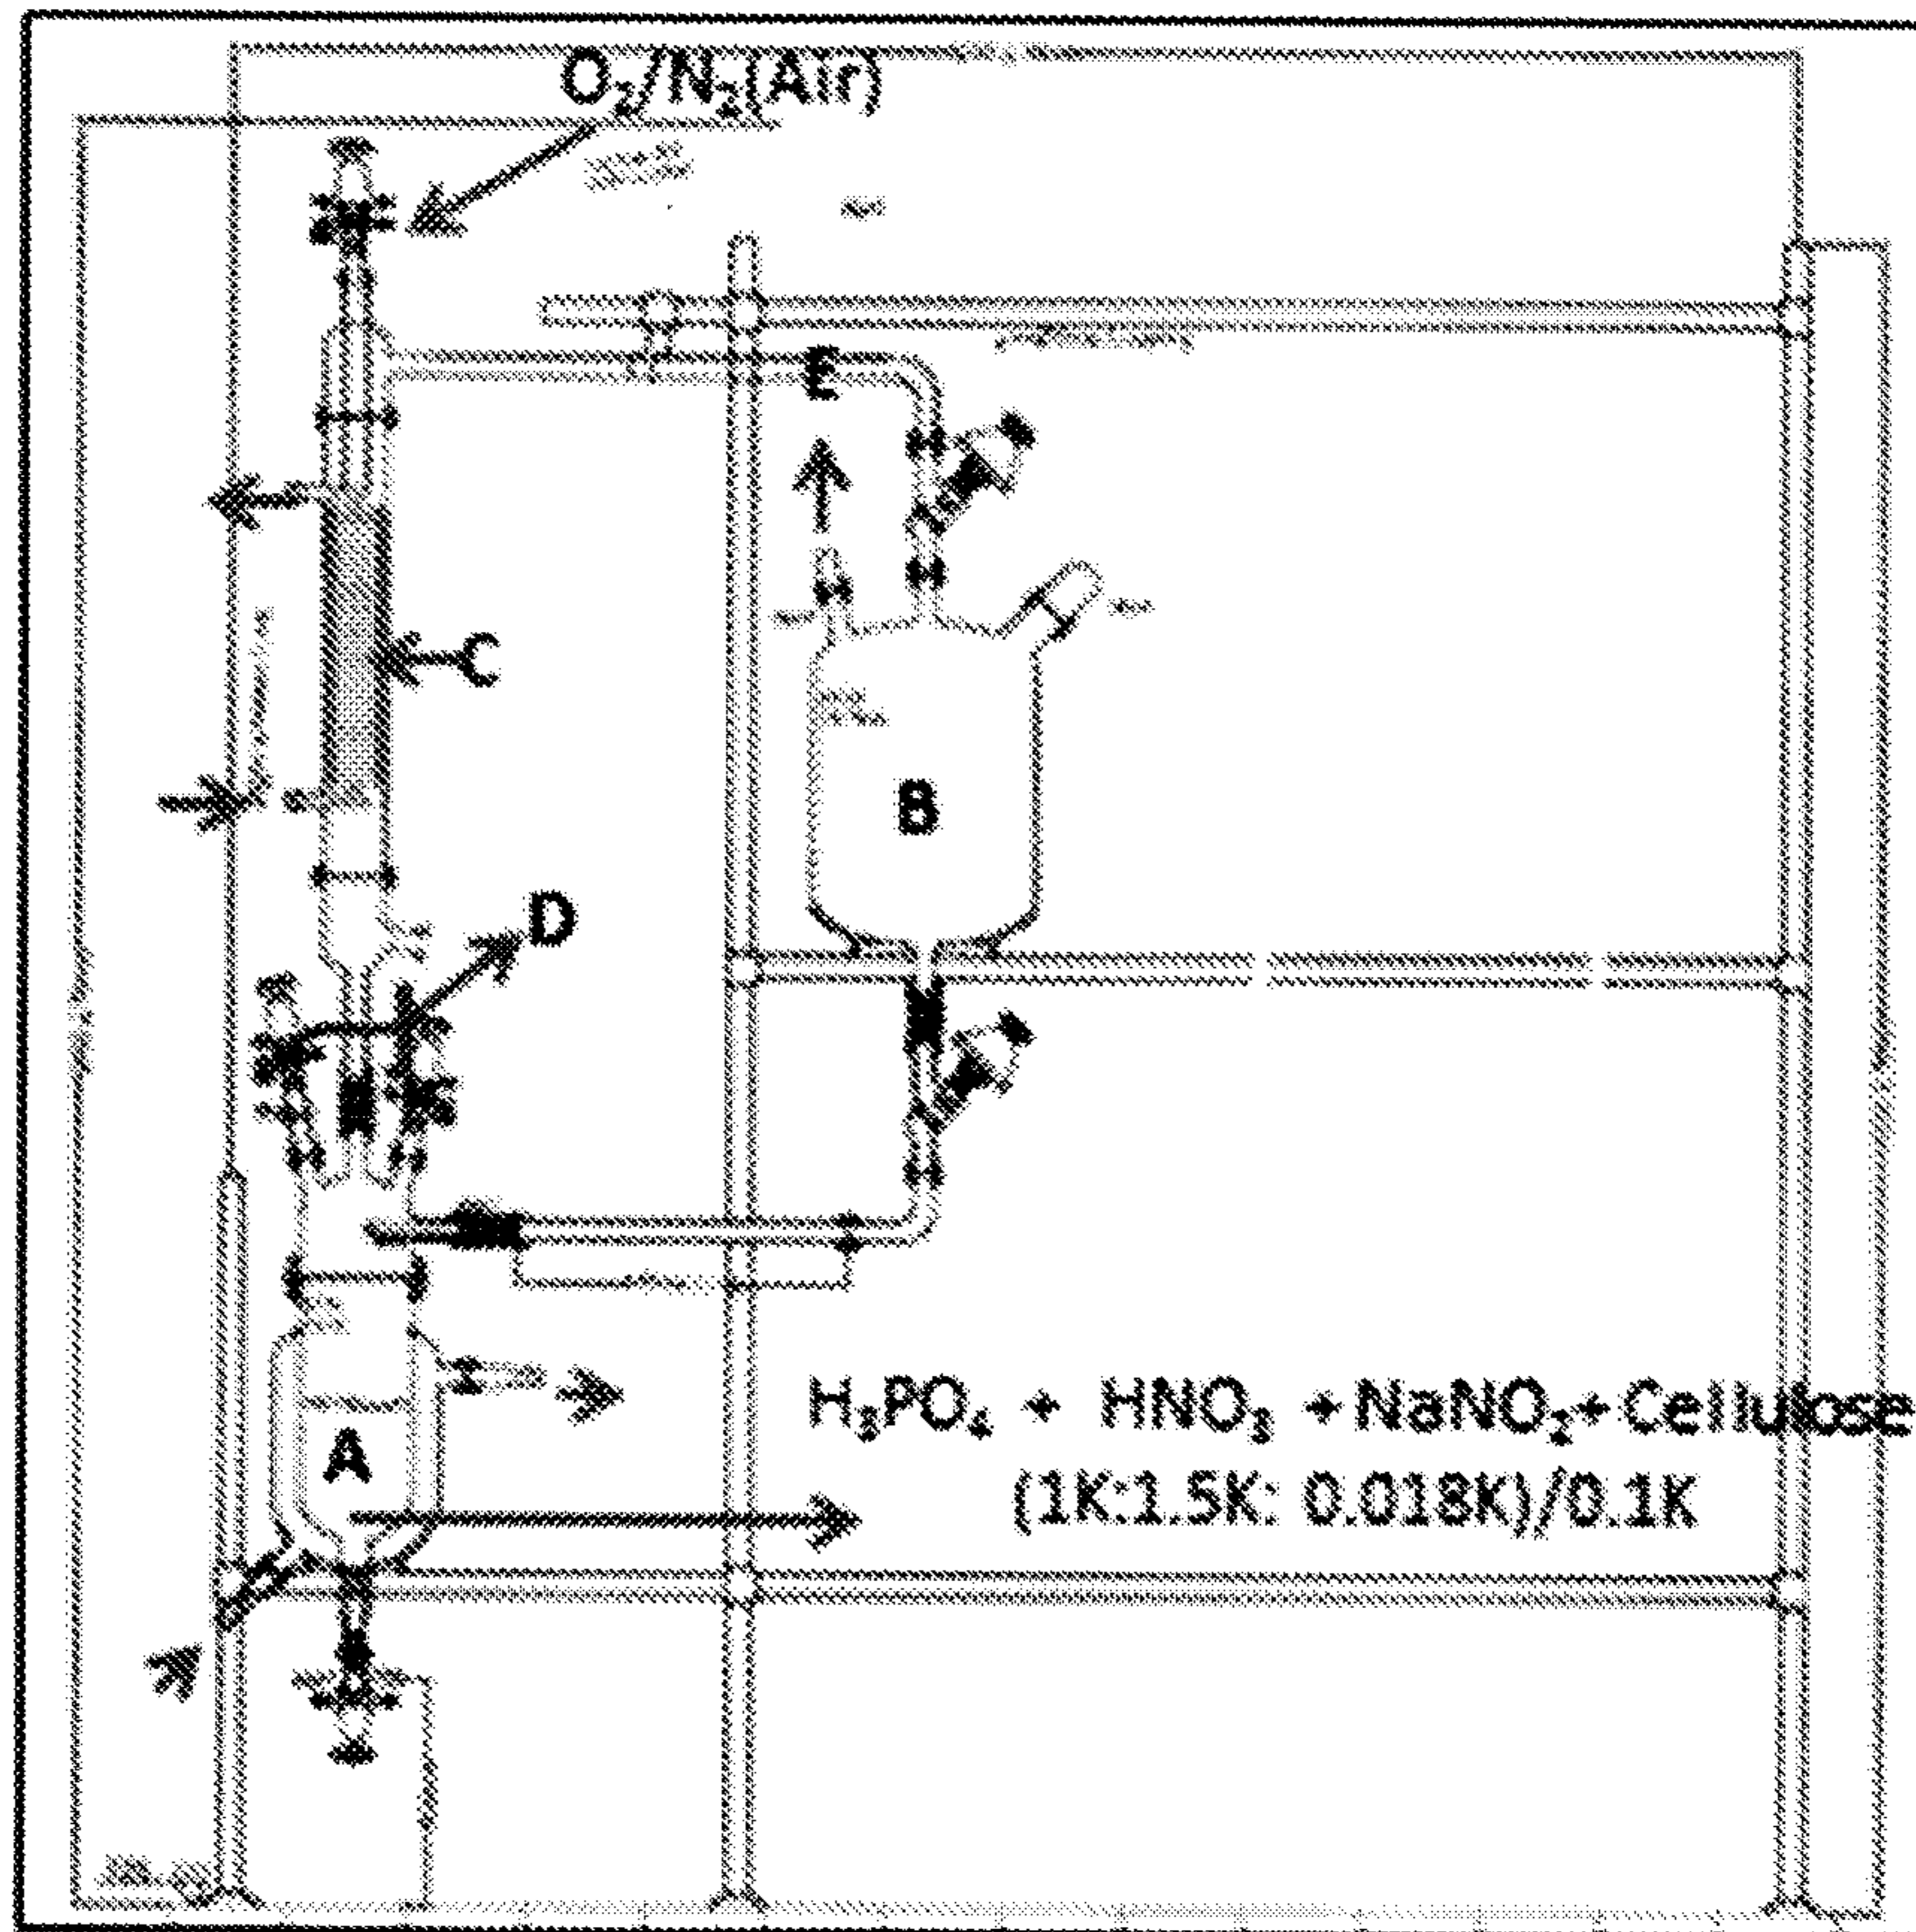 O₂/N₂(Air)
E
C
B
D
H₃PO₄ + HNO₃ + NaNO₂ + Cellulose
A
(1K:1.5K: 0.018K)/0.1K